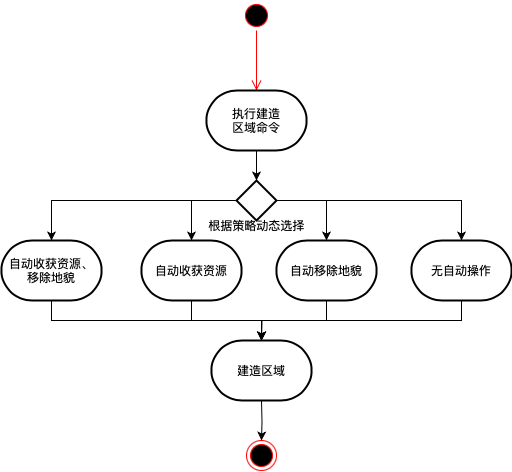 执行建造
区域命令
根据策略动态选择
自动收获资源、
移除地貌
自动收获资源
自动移除地貌
无自动操作
建造区域